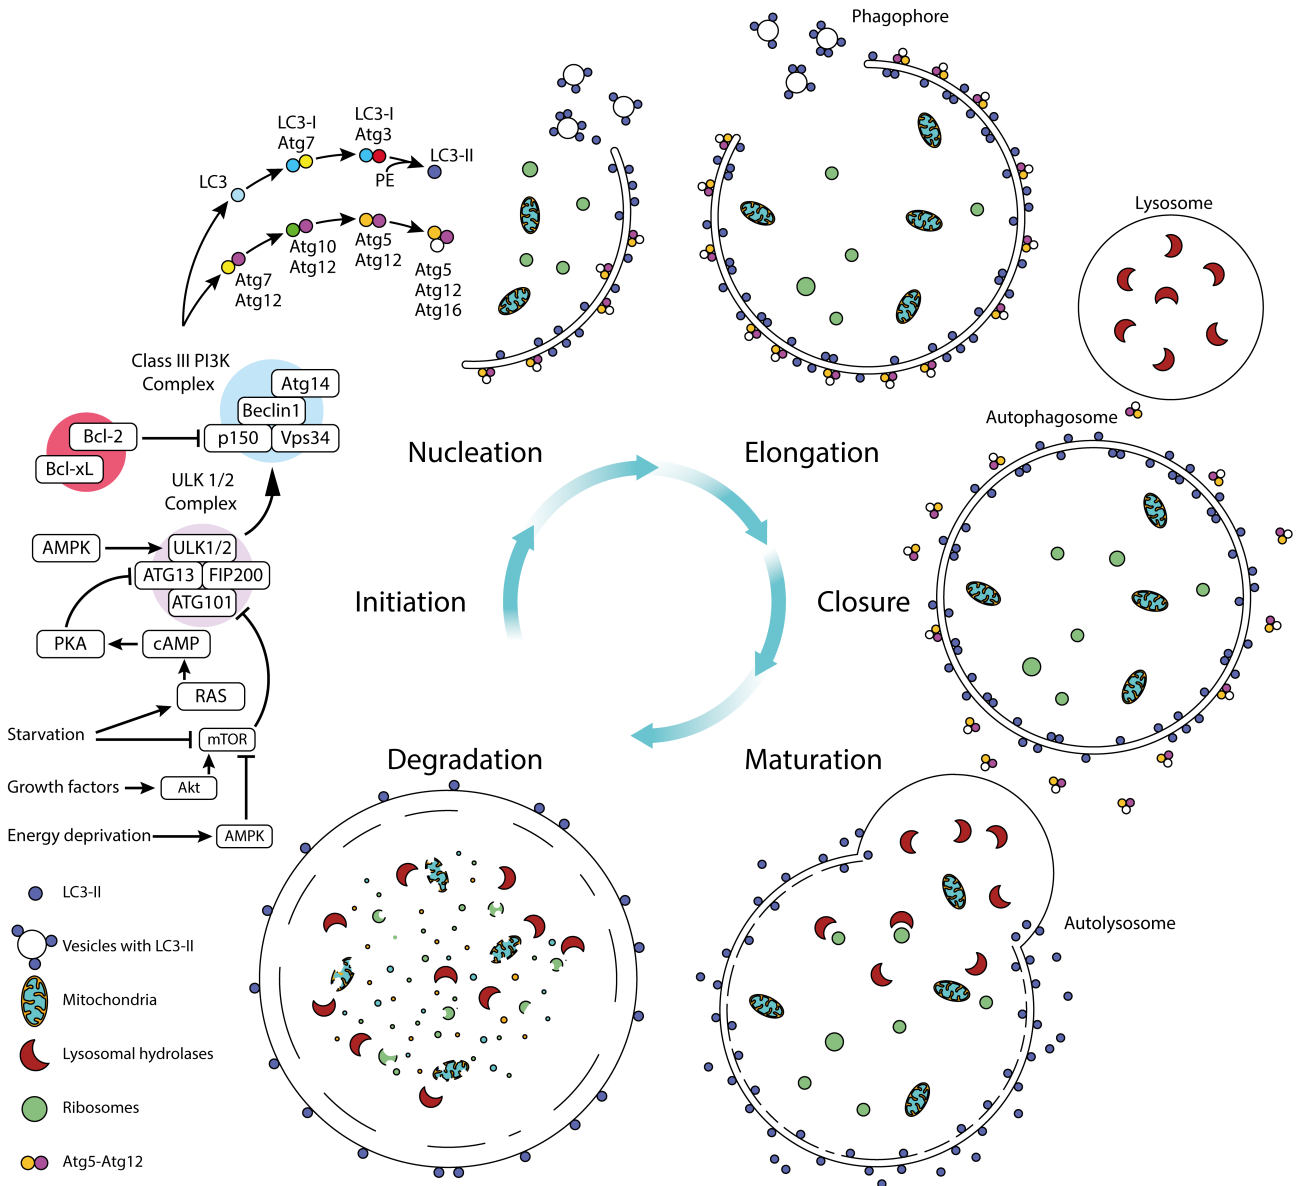 Phagophore
LC3-I
Atg7
LC3-I
Atg3
LC3-II
PE
LC3
Atg10
Atg12
Atg5
Atg12
Atg7
Atg12
Atg5
Atg12
Atg16
Lysosome
Class III PI3K
Complex
Atg14
Beclin1
p150
Vps34
Bcl-2
Bcl-xL
ULK 1/2
Complex
AMPK
ULK1/2
ATG13
FIP200
ATG101
PKA
cAMP
RAS
Starvation
mTOR
Growth factors
Akt
Energy deprivation
AMPK
Nucleation
Elongation
Autophagosome
Initiation
Closure
Degradation
Maturation
Autolysosome
LC3-II
Vesicles with LC3-II
Mitochondria
Lysosomal hydrolases
Ribosomes
Atg5-Atg12